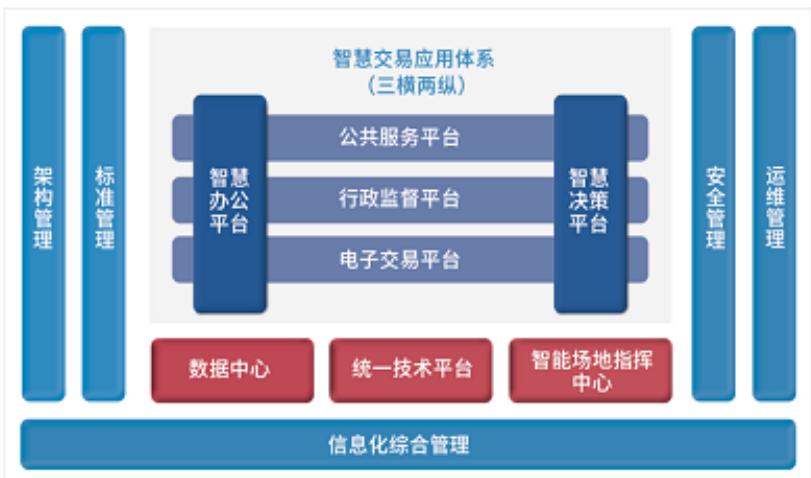 架构管理
标准管理
智慧交易应用体系
（三横两纵）
公共服务平台
行政监督平台
电子交易平台
智慧
办公
平台
智慧
决策
平台
安全管理
运维管理
数据中心
统一技术平台
智能场地指挥
中心
信息化综合管理